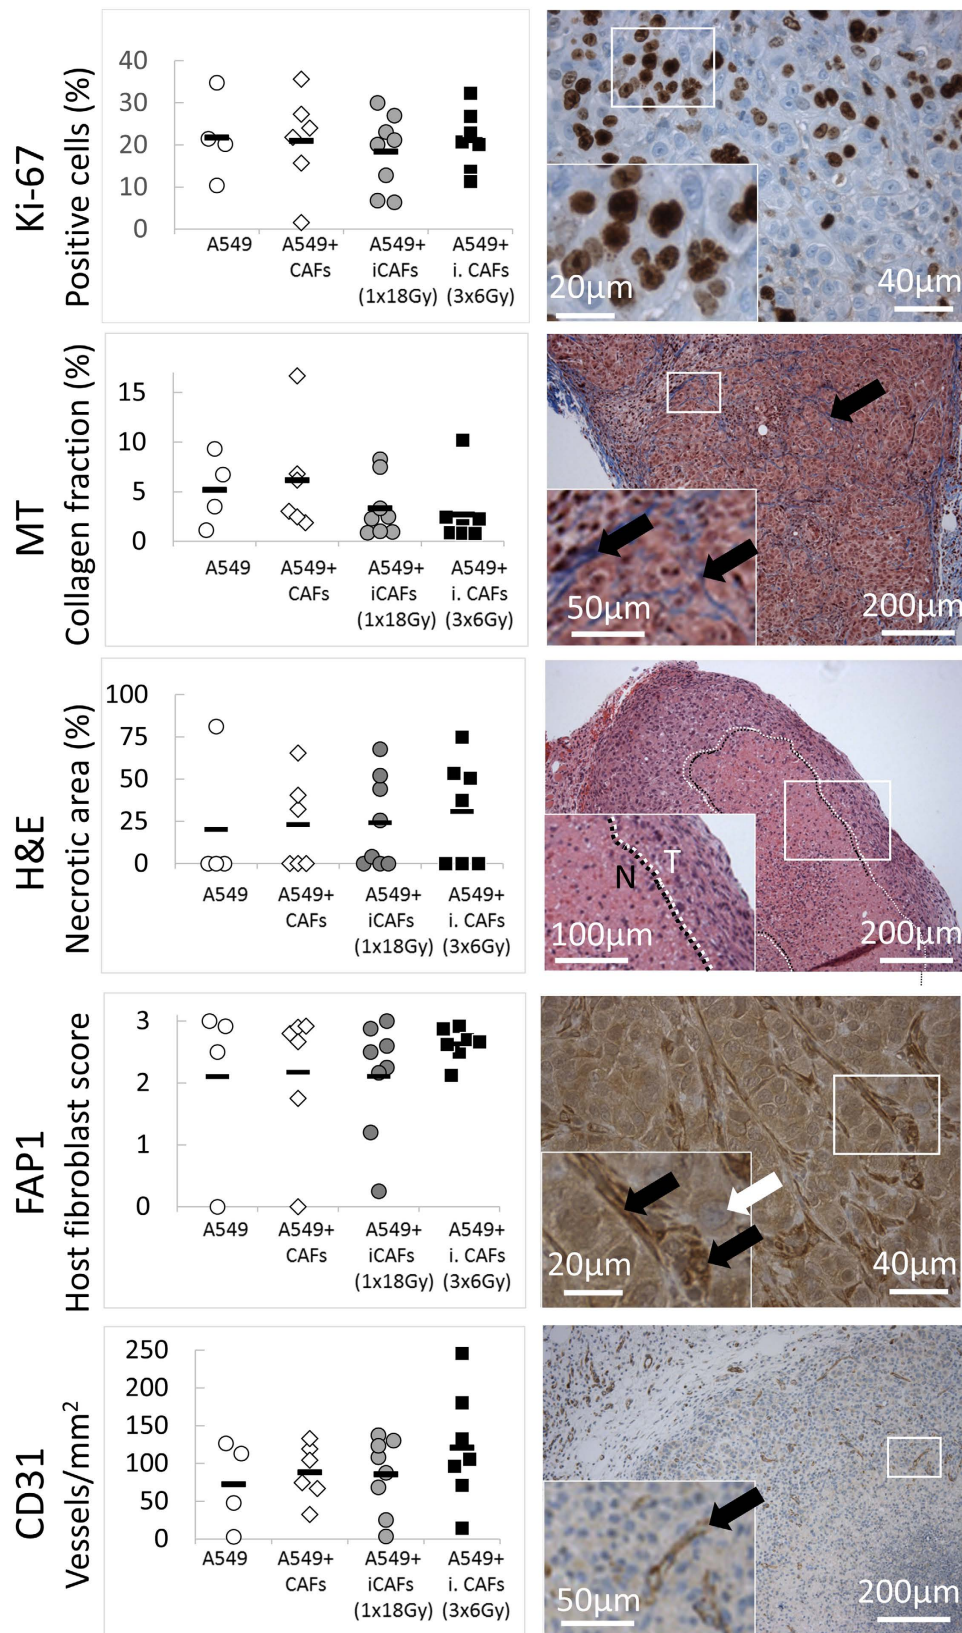 Ki-67
Positive cells (%)
40
30
20
10
0
A549
A549+
CAFs
A549+
iCAFs
(1x18Gy)
A549+
i. CAFs
(3x6Gy)
20µm
40µm
MT
Collagen fraction (%)
15
10
5
0
A549
A549+
CAFs
A549+
iCAFs
(1x18Gy)
A549+
i. CAFs
(3x6Gy)
50µm
200µm
H&E
Necrotic area (%)
100
75
50
25
0
A549
A549+
CAFs
A549+
iCAFs
(1x18Gy)
A549+
i. CAFs
(3x6Gy)
N
T
100µm
200µm
FAP1
Host fibroblast score
3
2
1
0
A549
A549+
CAFs
A549+
iCAFs
(1x18Gy)
A549+
i. CAFs
(3x6Gy)
20µm
40µm
CD31
Vessels/mm²
250
200
150
100
50
0
A549
A549+
CAFs
A549+
iCAFs
(1x18Gy)
A549+
i. CAFs
(3x6Gy)
50µm
200µm